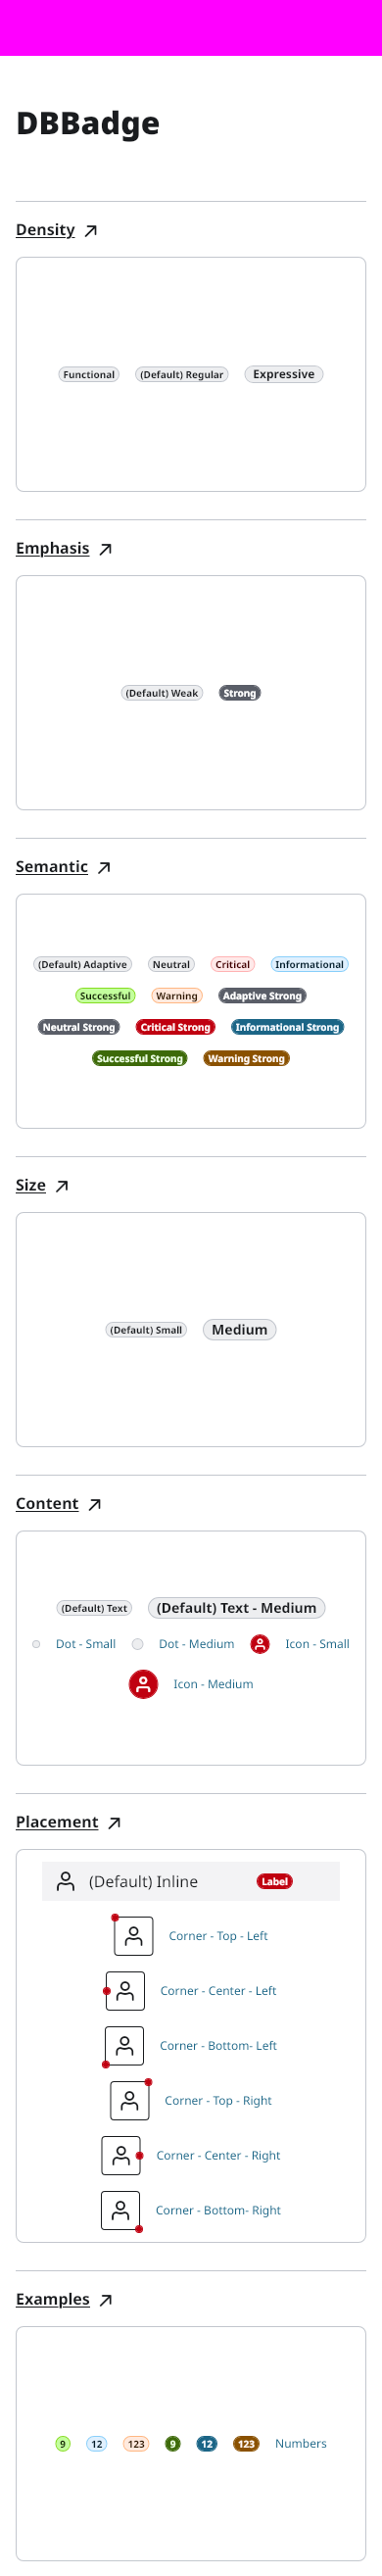 DBBadge
Density
Functional (Default) Regular Expressive
Emphasis
(Default) Weak Strong
Semantic
(Default) Adaptive Neutral Critical Informational
Successful Warning Adaptive Strong
Neutral Strong Critical Strong Informational Strong
Successful Strong Warning Strong
Size
(Default) Small Medium
Content
(Default) Text (Default) Text - Medium
Dot - Small Dot - Medium Icon - Small
Icon - Medium
Placement
(Default) Inline Label
Corner - Top - Left
Corner - Center - Left
Corner - Bottom- Left
Corner - Top - Right
Corner - Center - Right
Corner - Bottom- Right
Examples
9 12 123 9 12 123 Numbers